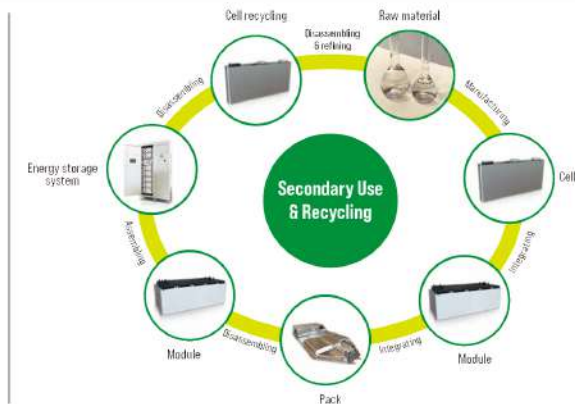 Cell recycling
Disassembling
& refining
Raw material
Manufacturing
Cell
Integrating
Module
Integrating
Pack
Disassembling
Module
Assembling
Energy storage
system
Disassembling
Secondary Use
& Recycling